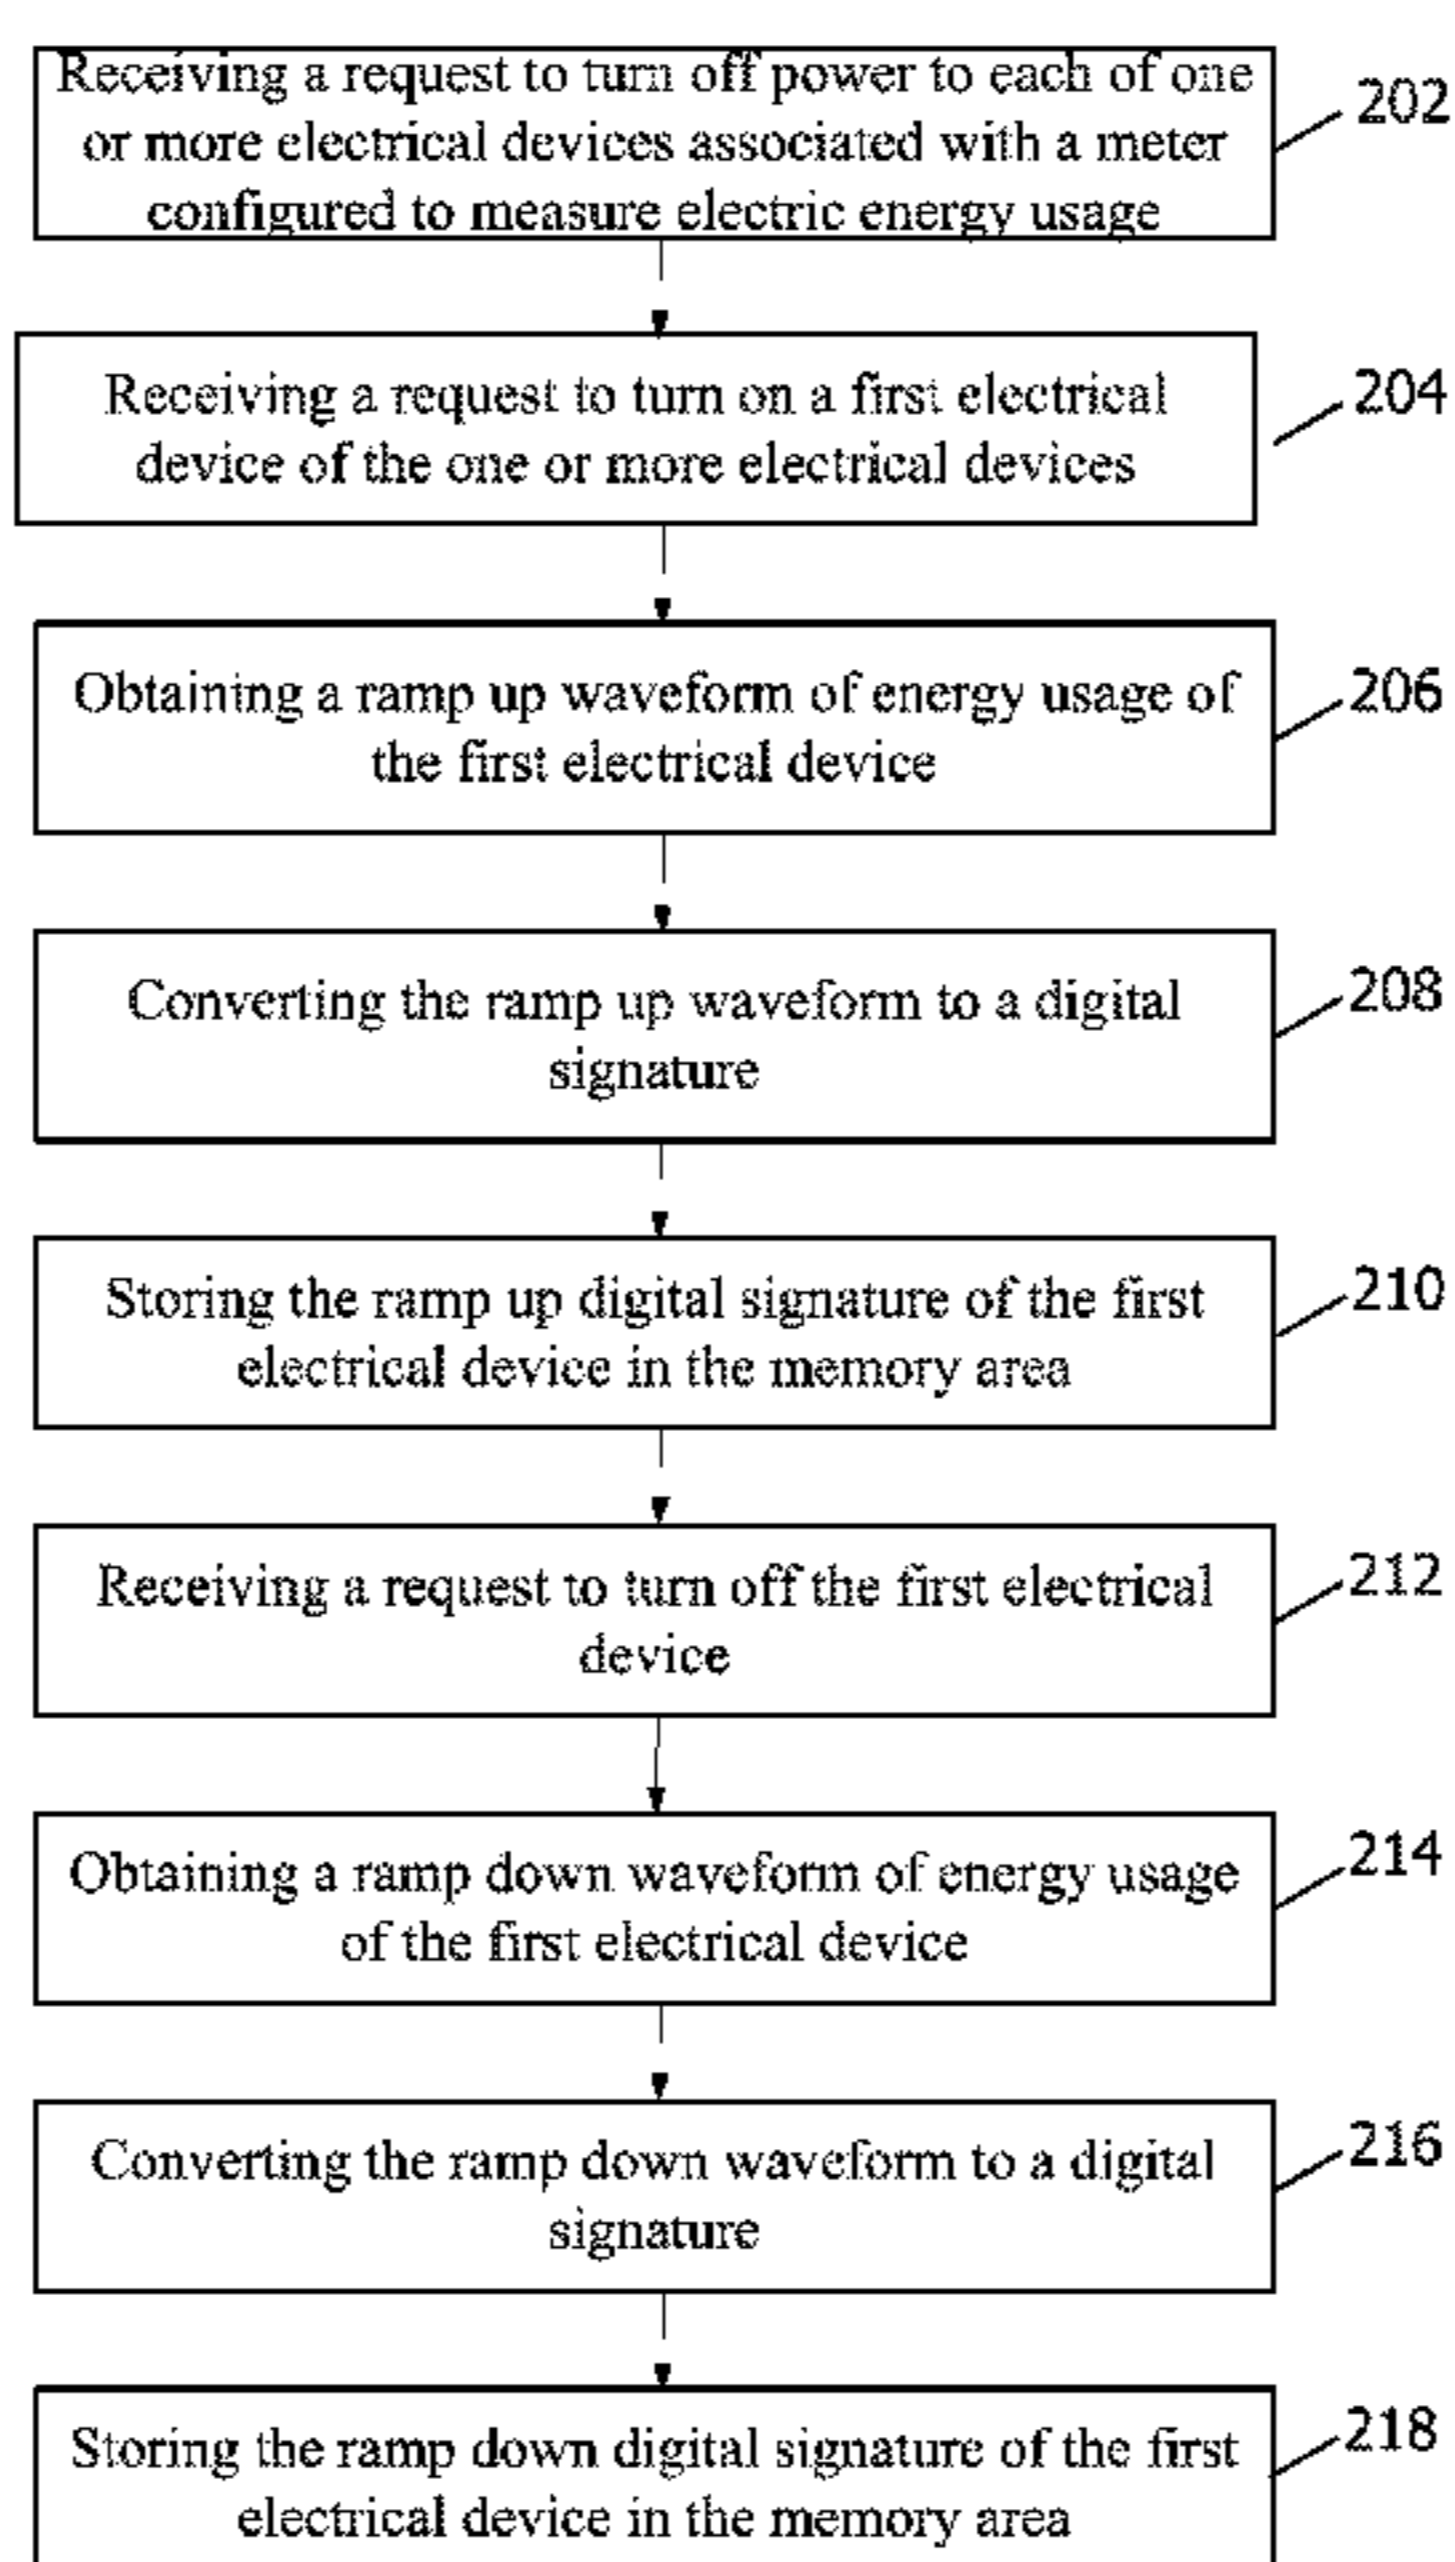 Receiving a request to turn off power to each of one
or more electrical devices associated with a meter
configured to measure electric energy usage
202
Receiving a request to turn on a first electrical
device of the one or more electrical devices
204
Obtaining a ramp up waveform of energy usage of
the first electrical device
206
Converting the ramp up waveform to a digital
signature
208
Storing the ramp up digital signature of the first
electrical device in the memory area
210
Receiving a request to turn off the first electrical
device
212
Obtaining a ramp down waveform of energy usage
of the first electrical device
214
Converting the ramp down waveform to a digital
signature
216
Storing the ramp down digital signature of the first
electrical device in the memory area
218